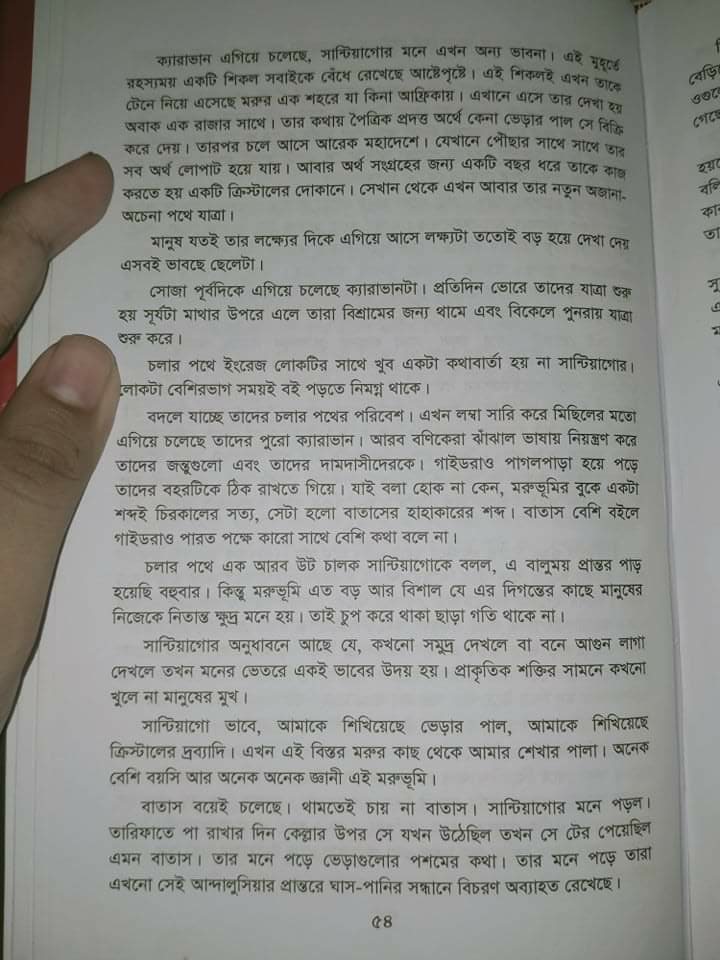 ক্যারাভান এগিয়ে চলেছে, সান্টিয়াগোর মনে এখন অন্য ভাবনা। এই মুহূর্তে
রহস্যময় একটি শিকল সবাইকে বেঁধে রেখেছে আষ্টেপৃষ্টে। এই শিকলই এখন তাকে
টেনে নিয়ে এসেছে মরুর এক শহরে যা কিনা আফ্রিকায়। এখানে এসে তার দেখা হয়
অবাক এক রাজার সাথে। তার কথায় পৈত্রিক প্রদত্ত অর্থে কেনা ভেড়ার পাল সে বিক্রি
করে দেয়। তারপর চলে আসে আরেক মহাদেশে। যেখানে পৌছার সাথে সাথে তার
সব অর্থ লোপাট হয়ে যায়। আবার অর্থ সংগ্রহের জন্য একটি বছর ধরে তাকে কাজ
করতে হয় একটি ক্রিস্টালের দোকানে। সেখান থেকে এখন আবার তার নতুন অজানা-
অচেনা পথে যাত্রা।
মানুষ যতই তার লক্ষ্যের দিকে এগিয়ে আসে লক্ষ্যটা ততোই বড় হয়ে দেখা দেয়
এসবই ভাবছে ছেলেটা।
সোজা পূর্বদিকে এগিয়ে চলেছে ক্যারাভানটা। প্রতিদিন ভোরে তাদের যাত্রা শুরু
হয় সূর্যটা মাথার উপরে এলে তারা বিশ্রামের জন্য থামে এবং বিকেলে পুনরায় যাত্রা
শুরু করে।
চলার পথে ইংরেজ লোকটির সাথে খুব একটা কথাবার্তা হয় না সান্টিয়াগোর।
লোকটা বেশিরভাগ সময়ই বই পড়তে নিমগ্ন থাকে।
বদলে যাচ্ছে তাদের চলার পথের পরিবেশ। এখন লম্বা সারি করে মিছিলের মতো
এগিয়ে চলেছে তাদের পুরো ক্যারাভান। আরব বণিকেরা ঝাঁঝাল ভাষায় নিয়ন্ত্রণ করে
তাদের জন্তুগুলো এবং তাদের দামদাসীদেরকে। গাইডরাও পাগলপাড়া হয়ে পড়ে
তাদের বহরটিকে ঠিক রাখতে গিয়ে। যাই বলা হোক না কেন, মরুভূমির বুকে একটা
শব্দই চিরকালের সত্য, সেটা হলো বাতাসের হাহাকারের শব্দ। বাতাস বেশি বইলে
গাইডরাও পারত পক্ষে কারো সাথে বেশি কথা বলে না।
চলার পথে এক আরব উট চালক সান্টিয়াগোকে বলল, এ বালুময় প্রান্তর পাড়
হয়েছি বহুবার। কিন্তু মরুভূমি এত বড় আর বিশাল যে এর দিগন্তের কাছে মানুষের
নিজেকে নিতান্ত ক্ষুদ্র মনে হয়। তাই চুপ করে থাকা ছাড়া গতি থাকে না।
সান্টিয়াগোর অনুধাবনে আছে যে, কখনো সমুদ্র দেখলে বা বনে আগুন লাগা
দেখলে তখন মনের ভেতরে একই ভাবের উদয় হয়। প্রাকৃতিক শক্তির সামনে কখনো
খুলে না মানুষের মুখ।
সান্টিয়াগো ভাবে, আমাকে শিখিয়েছে ভেড়ার পাল, আমাকে শিখিয়েছে
ক্রিস্টালের দ্রব্যাদি। এখন এই বিস্তর মরুর কাছ থেকে আমার শেখার পালা। অনেক
বেশি বয়সি আর অনেক অনেক জ্ঞানী এই মরুভূমি।
বাতাস বয়েই চলেছে। থামতেই চায় না বাতাস। সান্টিয়াগোর মনে পড়ল।
তারিফাতে পা রাখার দিন কেল্লার উপর সে যখন উঠেছিল তখন সে টের পেয়েছিল
এমন বাতাস। তার মনে পড়ে ভেড়াগুলোর পশমের কথা। তার মনে পড়ে তারা
এখনো সেই আন্দালুসিয়ার প্রান্তরে ঘাস-পানির সন্ধানে বিচরণ অব্যাহত রেখেছে।
৫৪